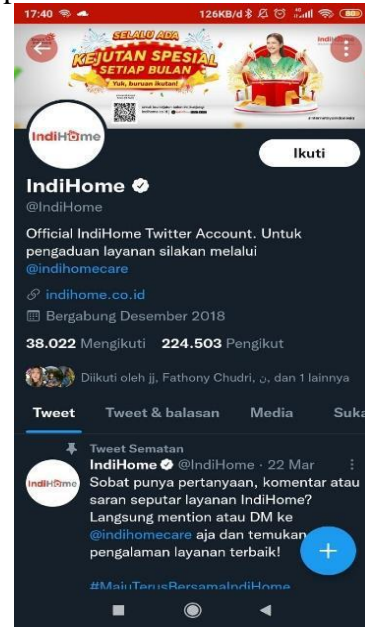 17:40
126KB/d
80
SELALU ADA
KEJUTAN SPESIAL
SETIAP BULAN
Yuk, buruan ikutan!
IndiHome
Ikuti
IndiHome
@IndiHome
Official IndiHome Twitter Account. Untuk
pengaduan layanan silakan melalui
@indihomecare
indihome.co.id
Bergabung Desember 2018
38.022 Mengikuti 224.503 Pengikut
Diikuti oleh jj, Fathony Chudri, ن, dan 1 lainnya
Tweet Tweet & balasan Media Suka
Tweet Sematan
IndiHome @IndiHome · 22 Mar
IndiHome
Sobat punya pertanyaan, komentar atau
saran seputar layanan IndiHome?
Langsung mention atau DM ke
@indihomecare aja dan temukan
pengalaman layanan terbaik!
#MajuTerusBersamaIndiHome